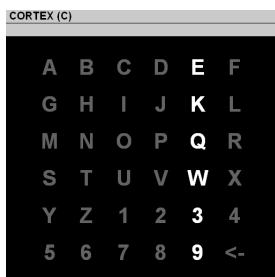 CORTEX (C)
A B C D E F
G H I J K L
M N O P Q R
S T U V W X
Y Z 1 2 3 4
5 6 7 8 9 <-